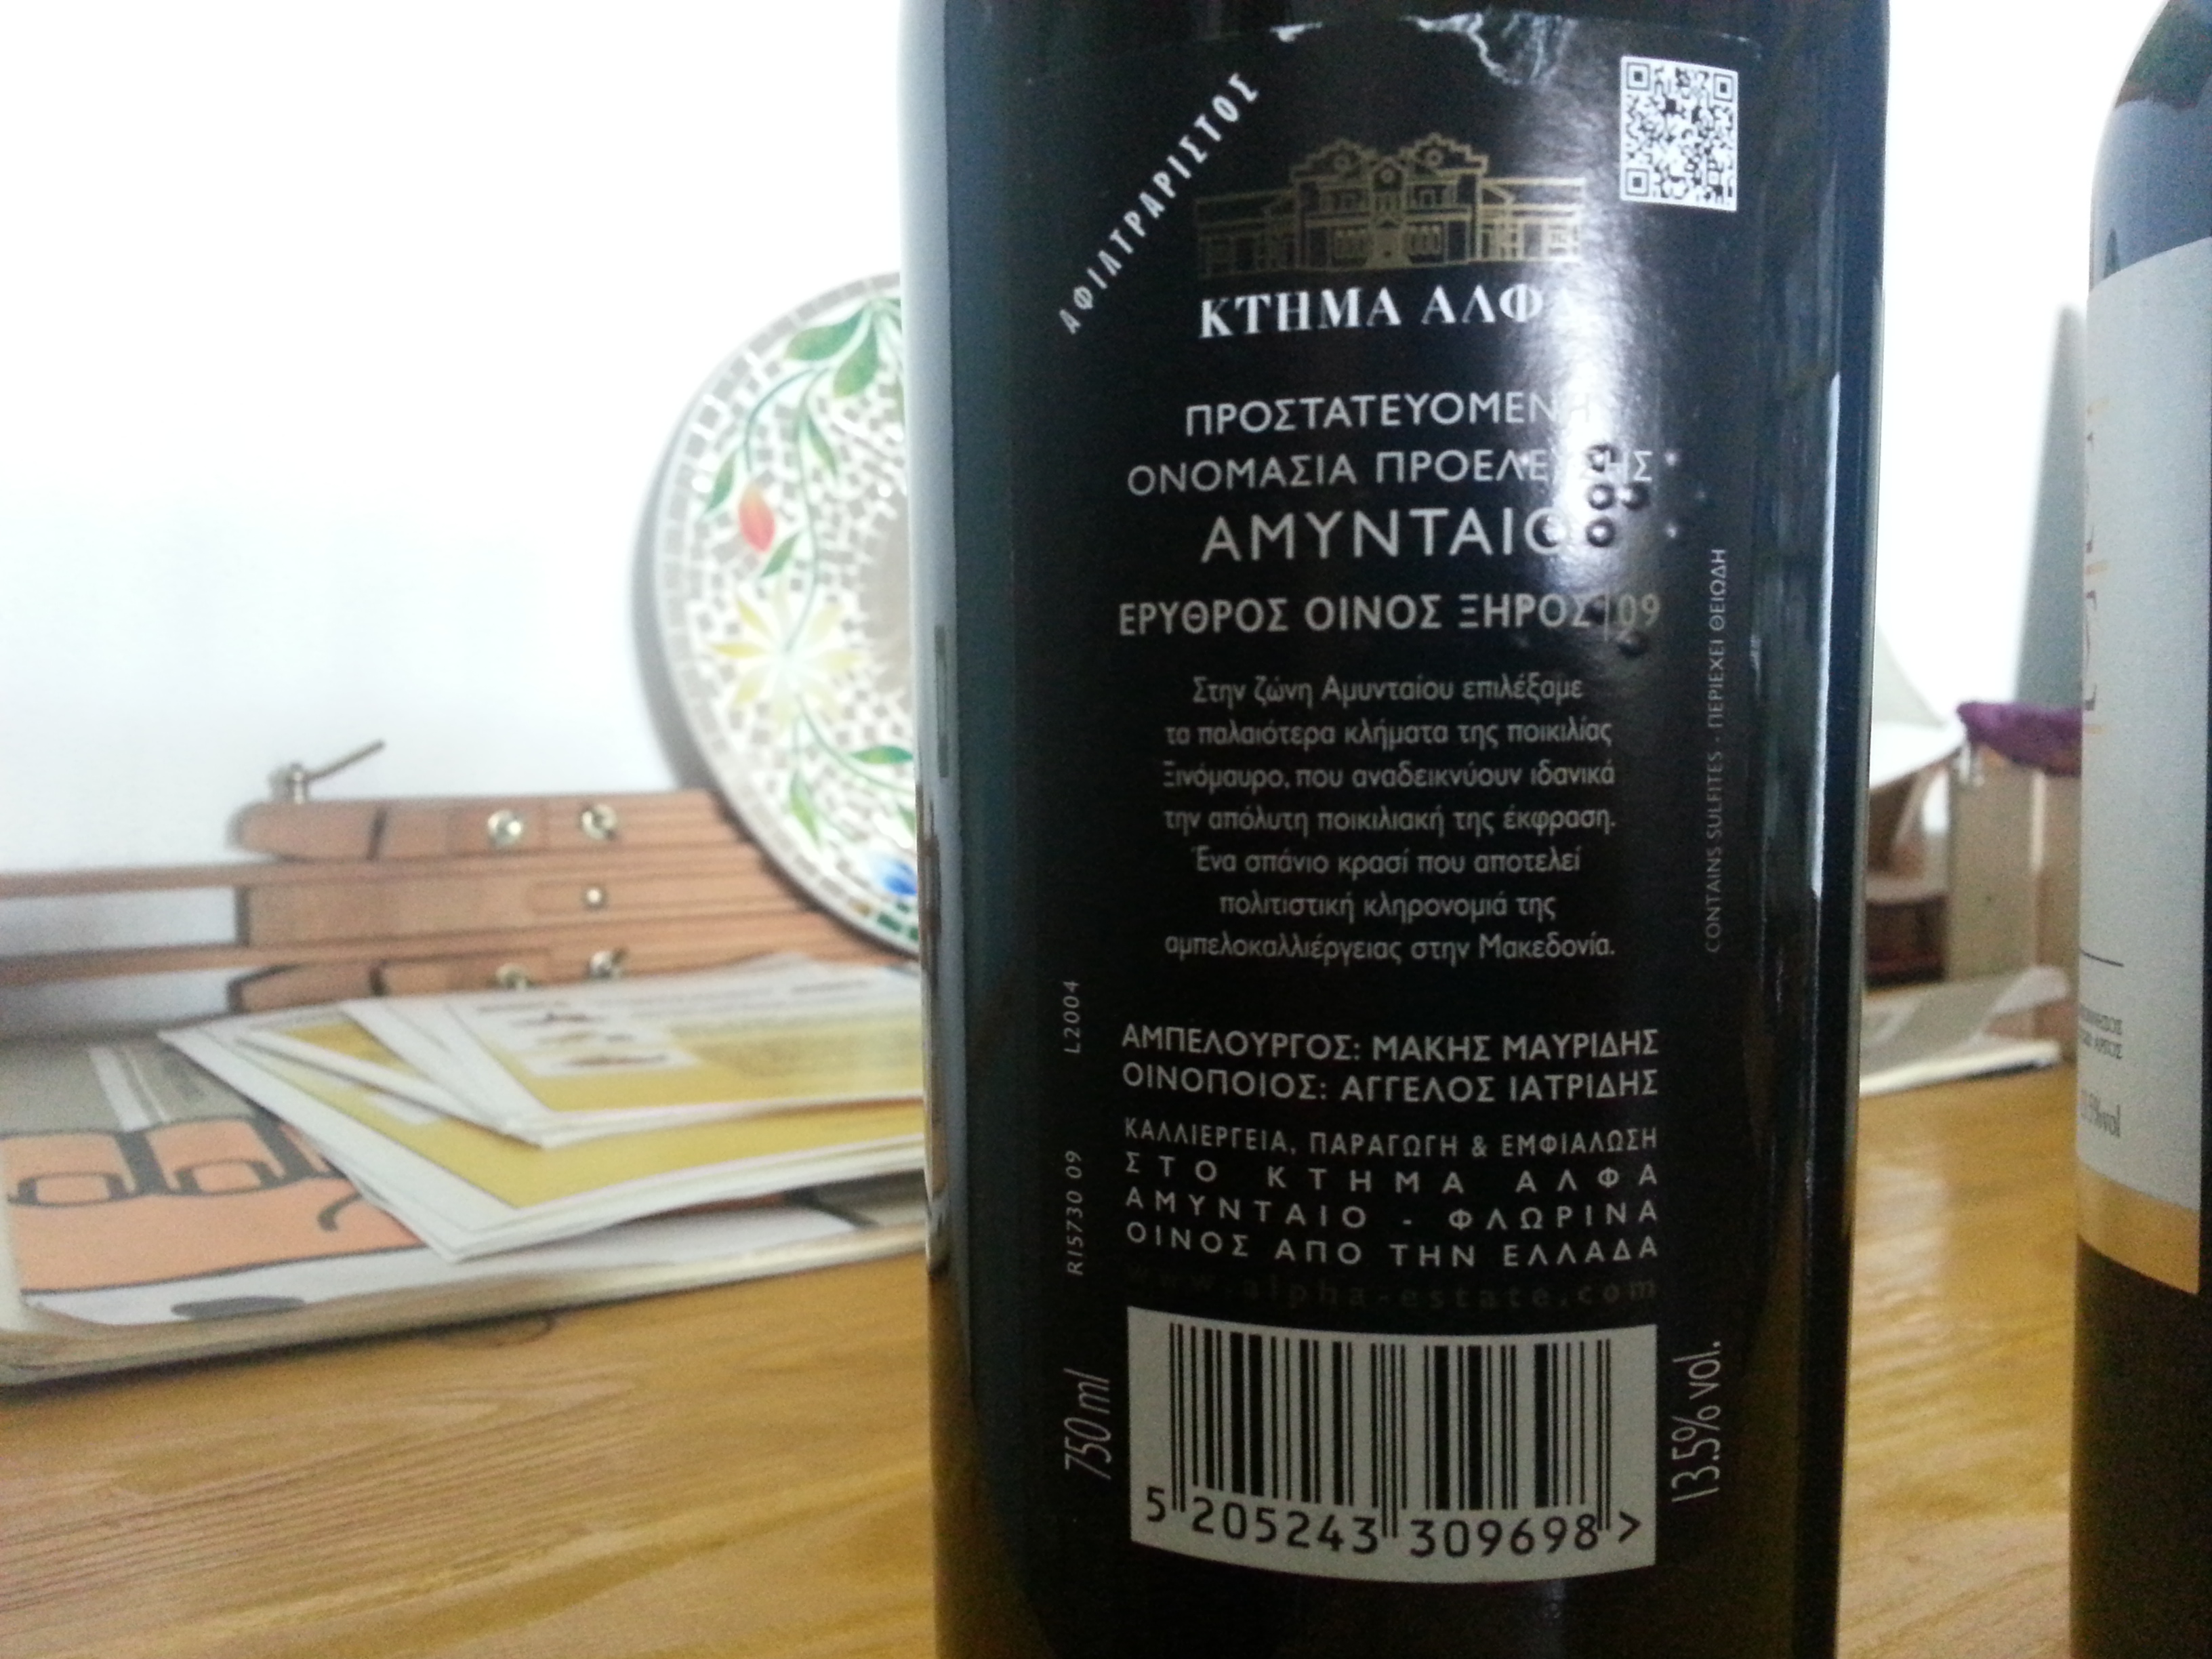 ΑΦΙΛΤΡΑΡΙΣΤΟΣ
ΚΤΗΜΑ ΑΛΦΑ
ΠΡΟΣΤΑΤΕΥΟΜΕΝΗ
ΟΝΟΜΑΣΙΑ ΠΡΟΕΛΕΥΣΗΣ
ΑΜΥΝΤΑΙΟ
ΕΡΥΘΡΟΣ ΟΙΝΟΣ ΞΗΡΟΣ|09
Στην ζώνη Αμυνταίου επιλέξαμε
τα παλαιότερα κλήματα της ποικιλίας
Ξινόμαυρο, που αναδεικνύουν ιδανικά
την απόλυτη ποικιλιακή της έκφραση.
Ένα σπάνιο κρασί που αποτελεί
πολιτιστική κληρονομιά της
αμπελοκαλλιέργειας στην Μακεδονία.
CONTAINS SULFITES - ΠΕΡΙΕΧΕΙ ΘΕΙΩΔΗ
L2004
ΑΜΠΕΛΟΥΡΓΟΣ: ΜΑΚΗΣ ΜΑΥΡΙΔΗΣ
ΟΙΝΟΠΟΙΟΣ: ΑΓΓΕΛΟΣ ΙΑΤΡΙΔΗΣ
ΚΑΛΛΙΕΡΓΕΙΑ, ΠΑΡΑΓΩΓΗ & ΕΜΦΙΑΛΩΣΗ
ΣΤΟ ΚΤΗΜΑ ΑΛΦΑ
ΑΜΥΝΤΑΙΟ - ΦΛΩΡΙΝΑ
ΟΙΝΟΣ ΑΠΟ ΤΗΝ ΕΛΛΑΔΑ
www.alpha-estate.com
R15730 09
750 ml
13.5% vol.
5 205243 309698 >